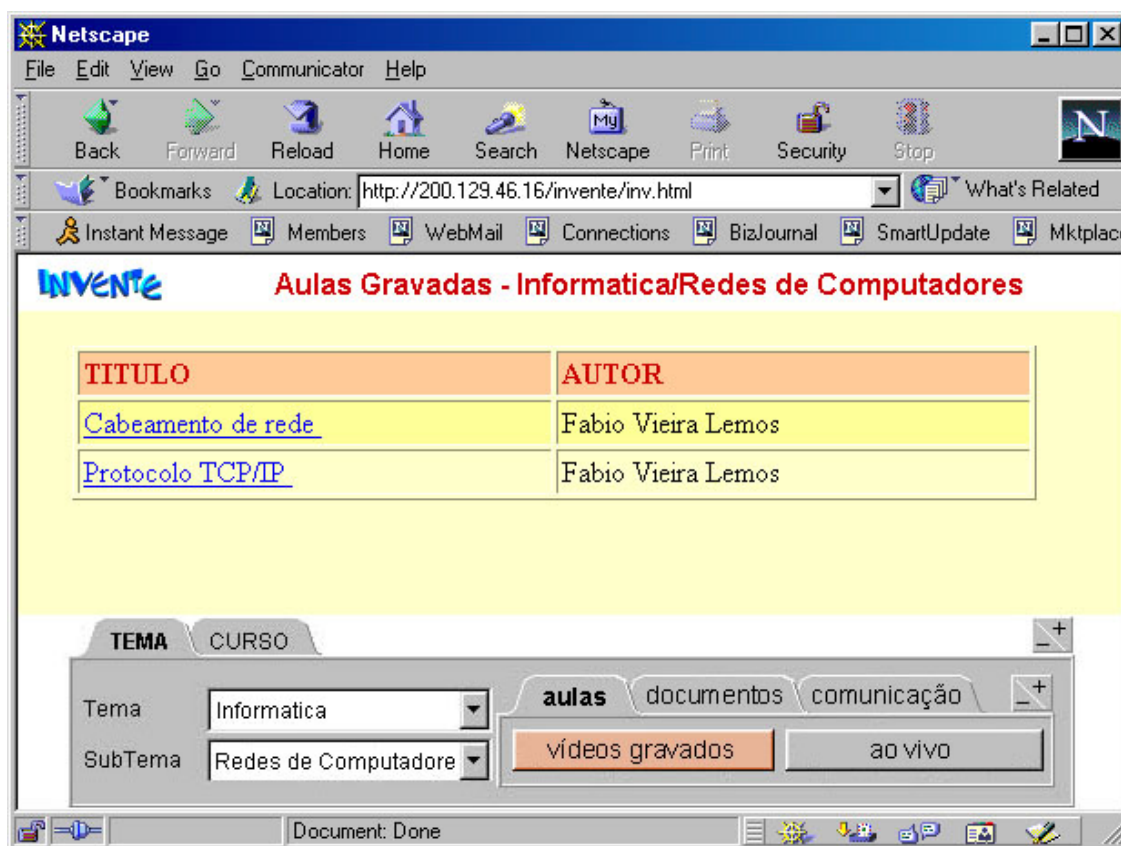 Netscape
File Edit View Go Communicator Help
Back Forward Reload Home Search Netscape Print Security Stop
My
N
Bookmarks Location: http://200.129.46.16/invente/inv.html What's Related
Instant Message Members WebMail Connections BizJournal SmartUpdate Mktplac
INVENTE Aulas Gravadas - Informatica/Redes de Computadores
TITULO AUTOR
Cabeamento de rede Fabio Vieira Lemos
Protocolo TCP/IP Fabio Vieira Lemos
TEMA CURSO
aulas documentos comunicação
Tema Informatica
vídeos gravados ao vivo
SubTema Redes de Computadore
Document: Done